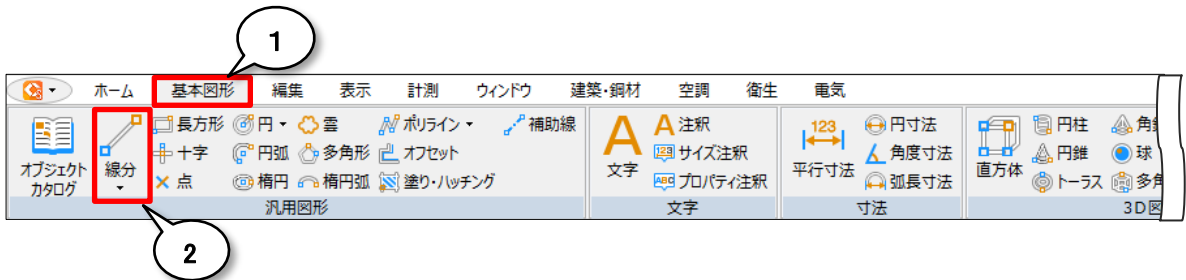 1
ホーム 基本図形 編集 表示 計測 ウィンドウ 建築・鋼材 空調 衛生 電気
オブジェクト
カタログ
線分
長方形 円 雲 ポリライン 補助線
十字 円弧 多角形 オフセット
点 楕円 楕円弧 塗り・ハッチング
汎用図形
文字
注釈
サイズ注釈
プロパティ注釈
文字
平行寸法
円寸法
角度寸法
弧長寸法
寸法
直方体
円柱 角
円錐 球
トーラス 多角
3D図
2